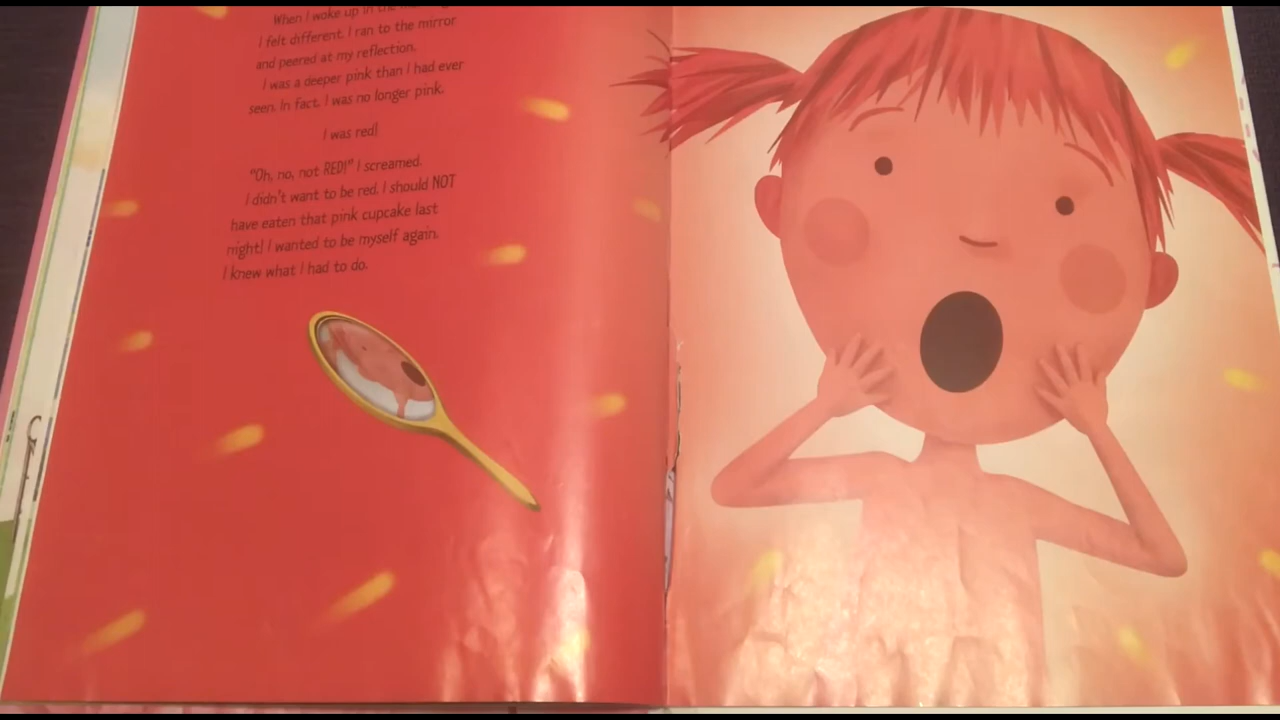 When I woke up in the
I felt different. I ran to the mirror
and peered at my reflection.
I was a deeper pink than I had ever
seen. In fact, I was no longer pink.
I was red!
"Oh, no, not RED!" I screamed.
I didn't want to be red. I should NOT
have eaten that pink cupcake last
night! I wanted to be myself again.
I knew what I had to do.